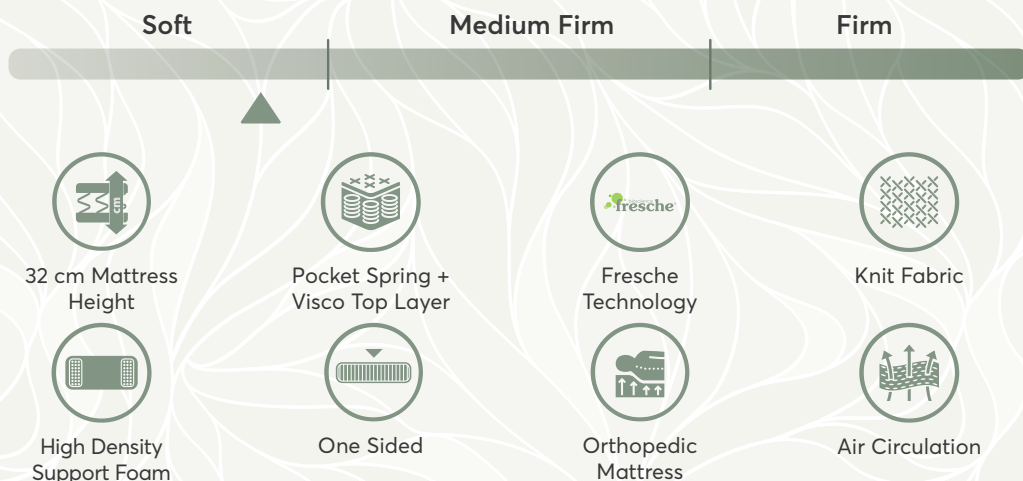 Soft
Medium Firm
Firm
fresche
32 cm Mattress
Height
Pocket Spring +
Visco Top Layer
Fresche
Technology
Knit Fabric
High Density
Support Foam
One Sided
Orthopedic
Mattress
Air Circulation